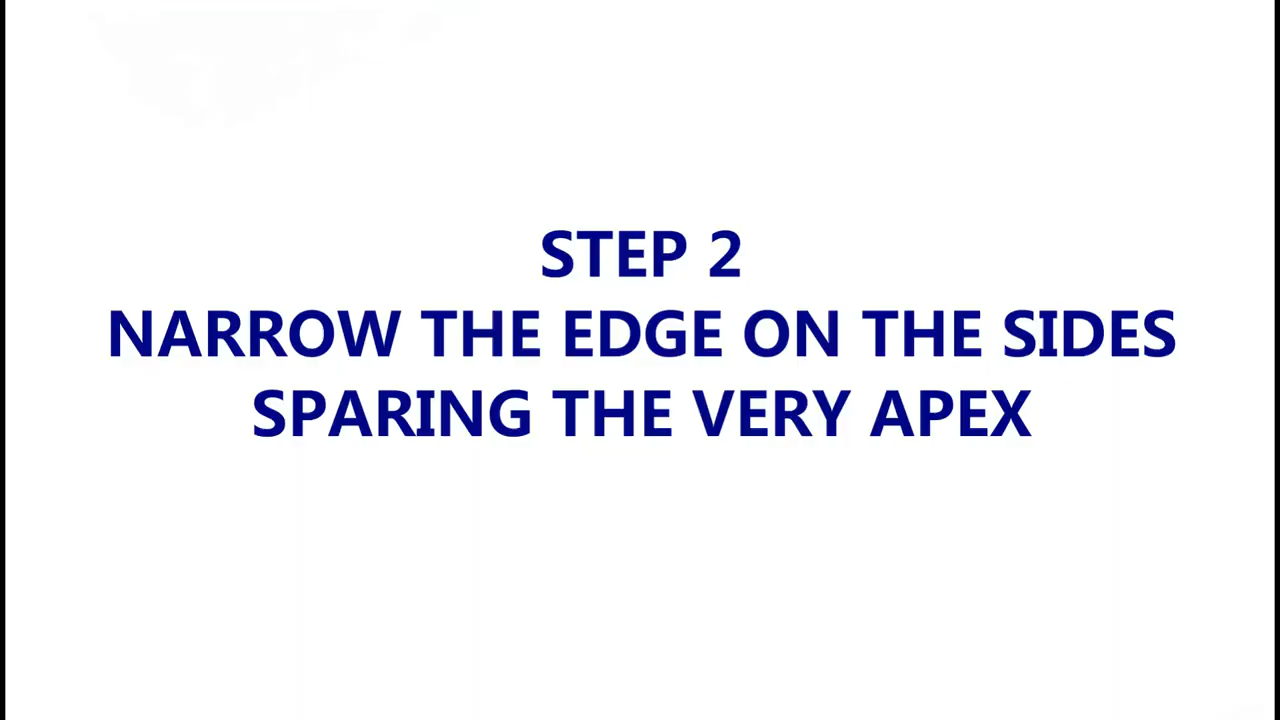 STEP 2
NARROW THE EDGE ON THE SIDES
SPARING THE VERY APEX